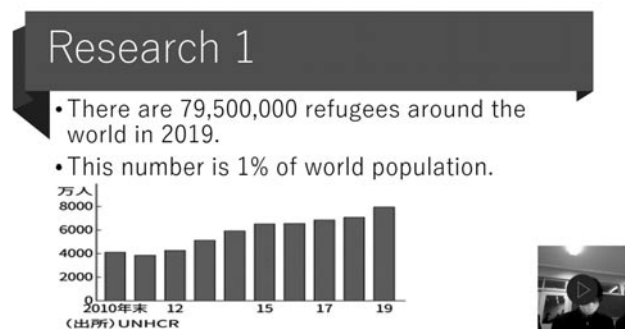 Research 1
• There are 79,500,000 refugees around the
world in 2019.
• This number is 1% of world population.
万人
8000
6000
4000
2000
0
2010年末 12 15 17 19
(出所)UNHCR